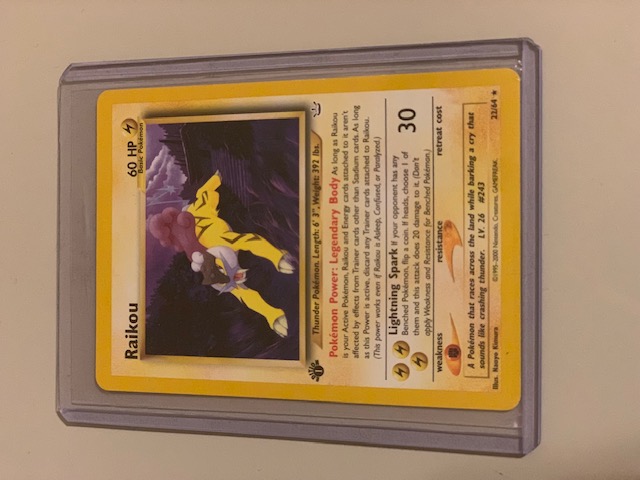 Raikou
60 HP
Basic Pokémon
EDITION
1
Thunder Pokémon. Length: 6' 3", Weight: 392 lbs.
Pokémon Power: Legendary Body As long as Raikou
is your Active Pokémon, Raikou and Energy cards attached to it aren't
affected by effects from Trainer cards other than Stadium cards. As long
as this Power is active, discard any Trainer cards attached to Raikou.
(This power works even if Raikou is Asleep, Confused, or Paralyzed.)
Lightning Spark If your opponent has any
Benched Pokémon, flip a coin. If heads, choose 1 of
them and this attack does 20 damage to it. (Don't
apply Weakness and Resistance for Benched Pokémon.)
30
weakness
resistance
retreat cost
A Pokémon that races across the land while barking a cry that
sounds like crashing thunder. LV. 26 #243
Illus. Naoyo Kimura
©1995-2000 Nintendo, Creatures, GAMEFREAK.
22/64 ★